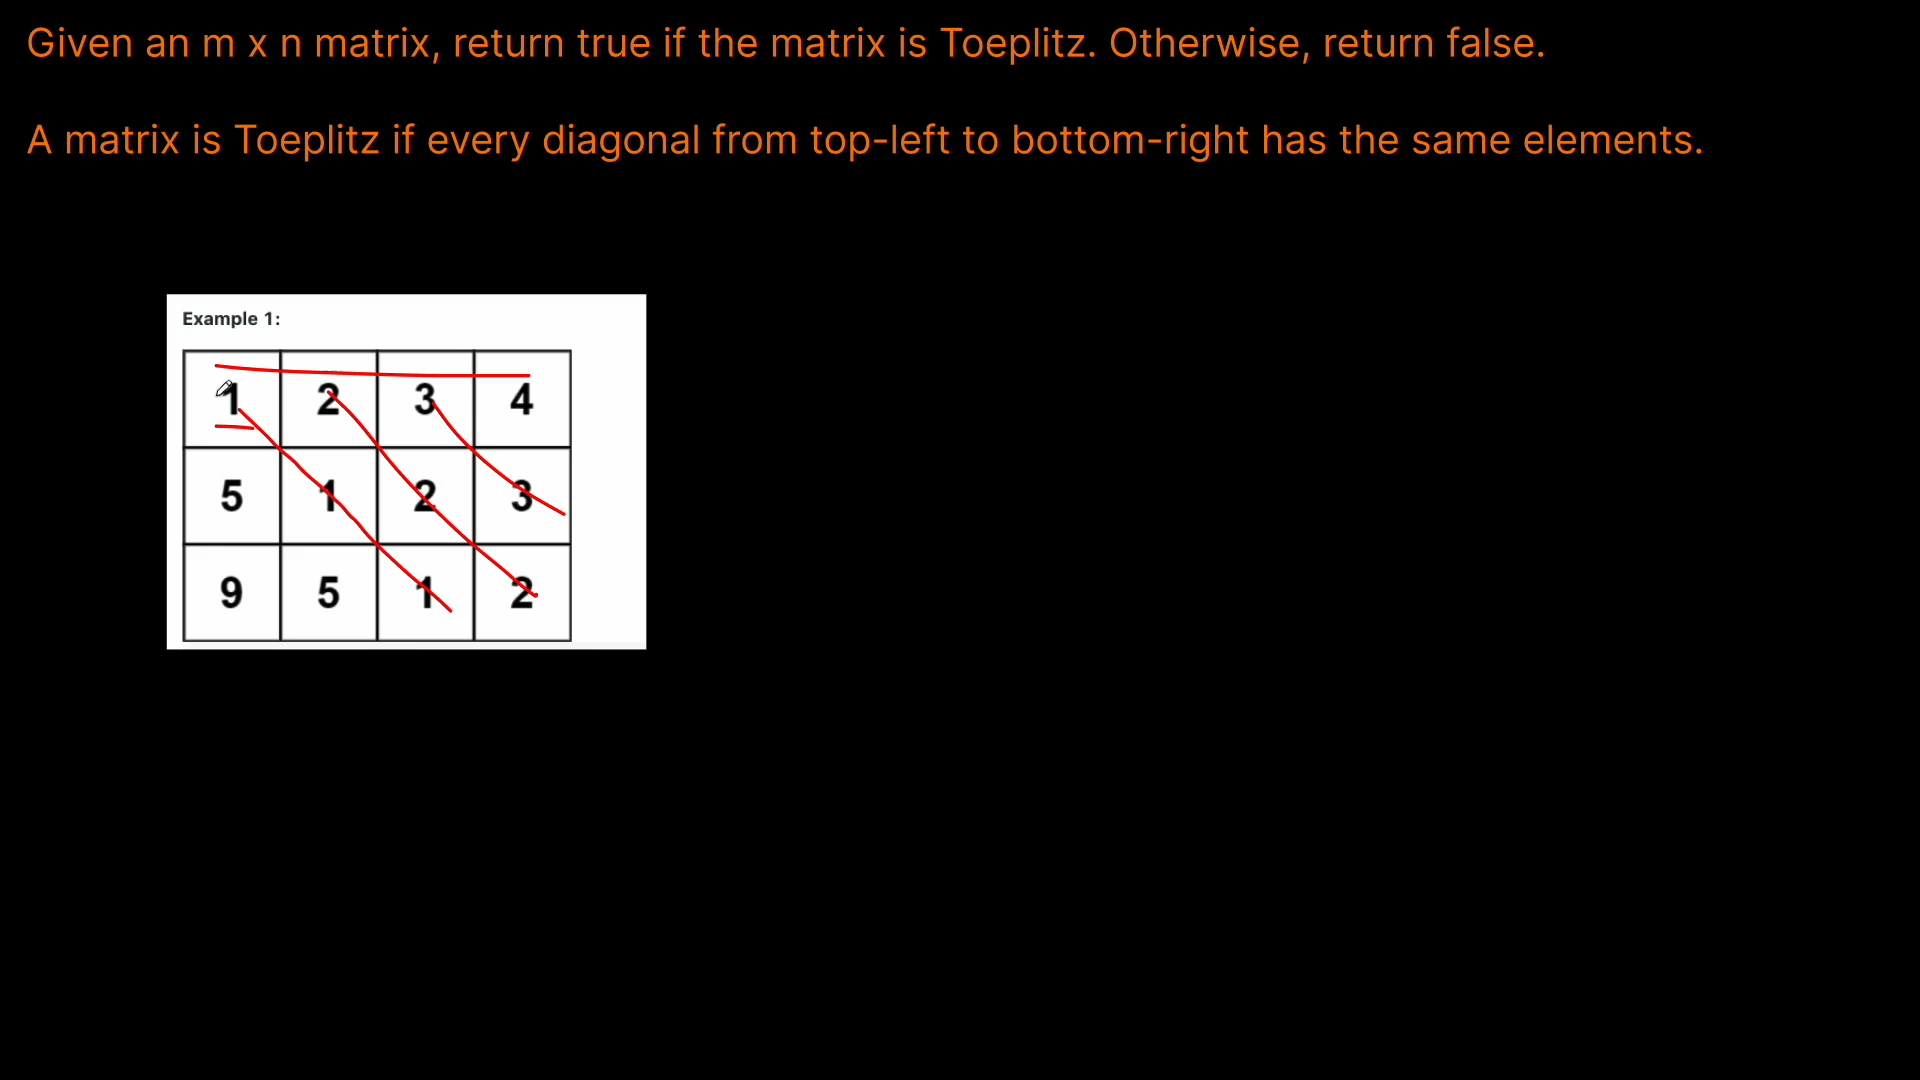 Given an m x n matrix, return true if the matrix is Toeplitz. Otherwise, return false.
A matrix is Toeplitz if every diagonal from top-left to bottom-right has the same elements.
Example 1:
1 2 3 4
5 1 2 3
9 5 1 2